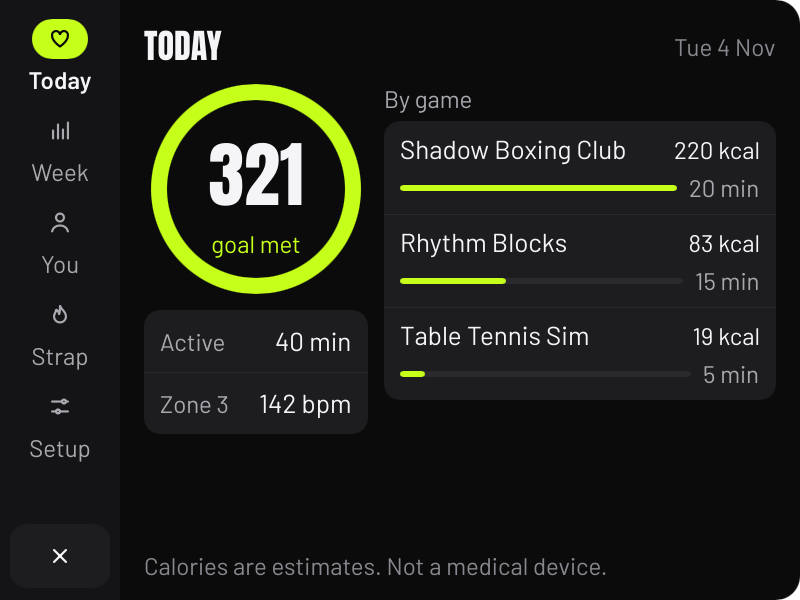 Today
Week
You
Strap
Setup
TODAY
Tue 4 Nov
321
goal met
Active 40 min
Zone 3 142 bpm
By game
Shadow Boxing Club 220 kcal
20 min
Rhythm Blocks 83 kcal
15 min
Table Tennis Sim 19 kcal
5 min
Calories are estimates. Not a medical device.